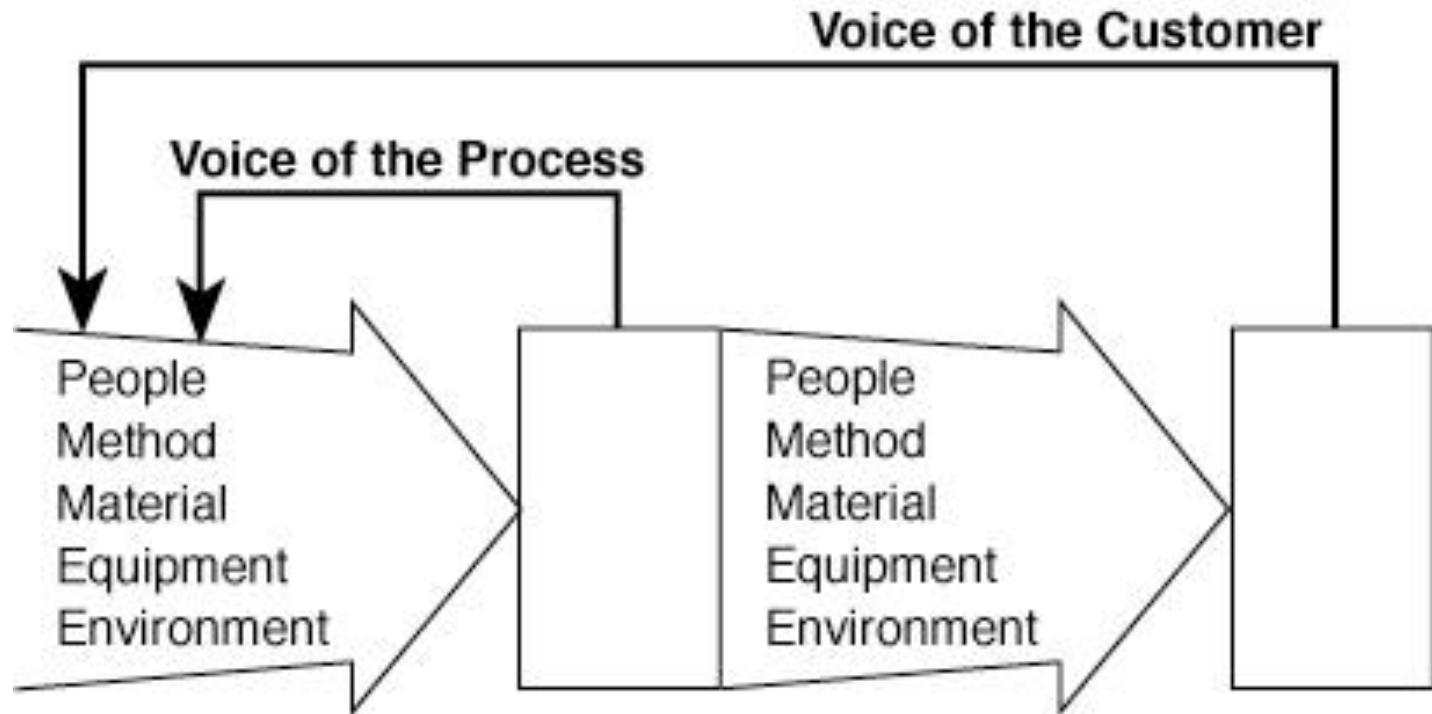 Voice of the Customer
Voice of the Process
People
Method
Material
Equipment
Environment
People
Method
Material
Equipment
Environment